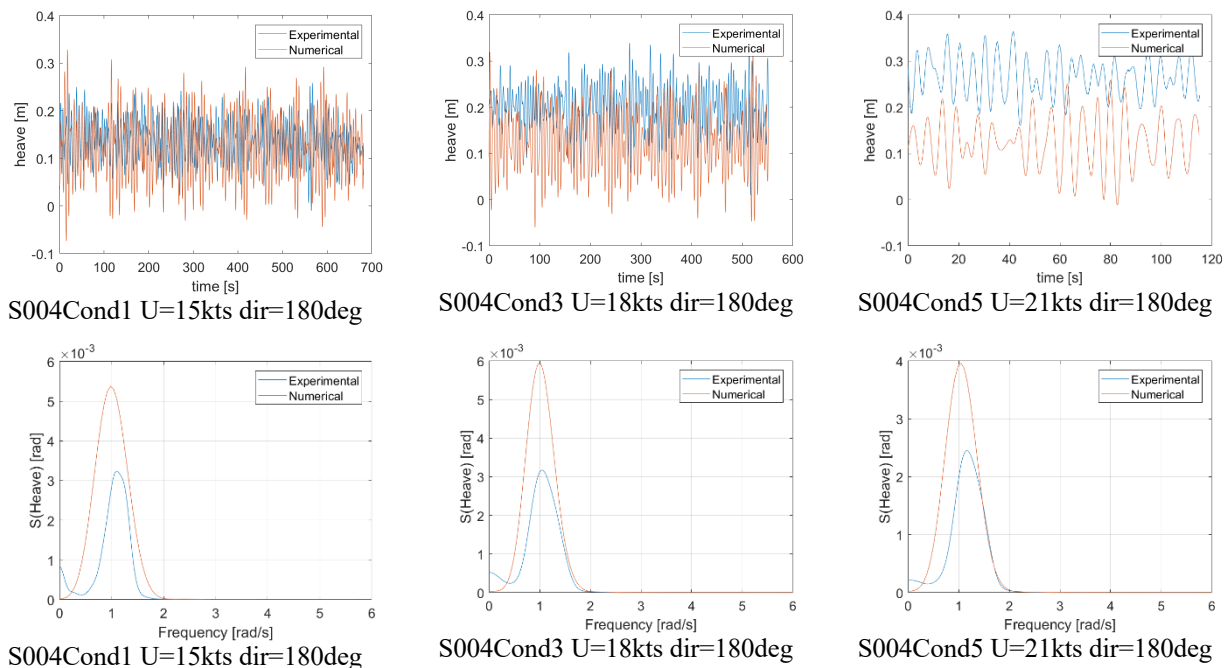 0.4
0.3
0.2
0.1
0
-0.1
heave [m]
Experimental
Numerical
0 100 200 300 400 500 600 700
time [s]
S004Cond1 U=15kts dir=180deg
0.4
0.3
0.2
0.1
0
-0.1
heave [m]
Experimental
Numerical
0 100 200 300 400 500 600
time [s]
S004Cond3 U=18kts dir=180deg
0.4
0.3
0.2
0.1
0
-0.1
heave [m]
Experimental
Numerical
0 20 40 60 80 100 120
time [s]
S004Cond5 U=21kts dir=180deg
×10⁻³
6
5
4
3
2
1
0
S(Heave) [rad]
Experimental
Numerical
0 1 2 3 4 5 6
Frequency [rad/s]
S004Cond1 U=15kts dir=180deg
×10⁻³
6
5
4
3
2
1
0
S(Heave) [rad]
Experimental
Numerical
0 1 2 3 4 5 6
Frequency [rad/s]
S004Cond3 U=18kts dir=180deg
×10⁻³
4
3
2
1
0
S(Heave) [rad]
Experimental
Numerical
0 1 2 3 4 5 6
Frequency [rad/s]
S004Cond5 U=21kts dir=180deg